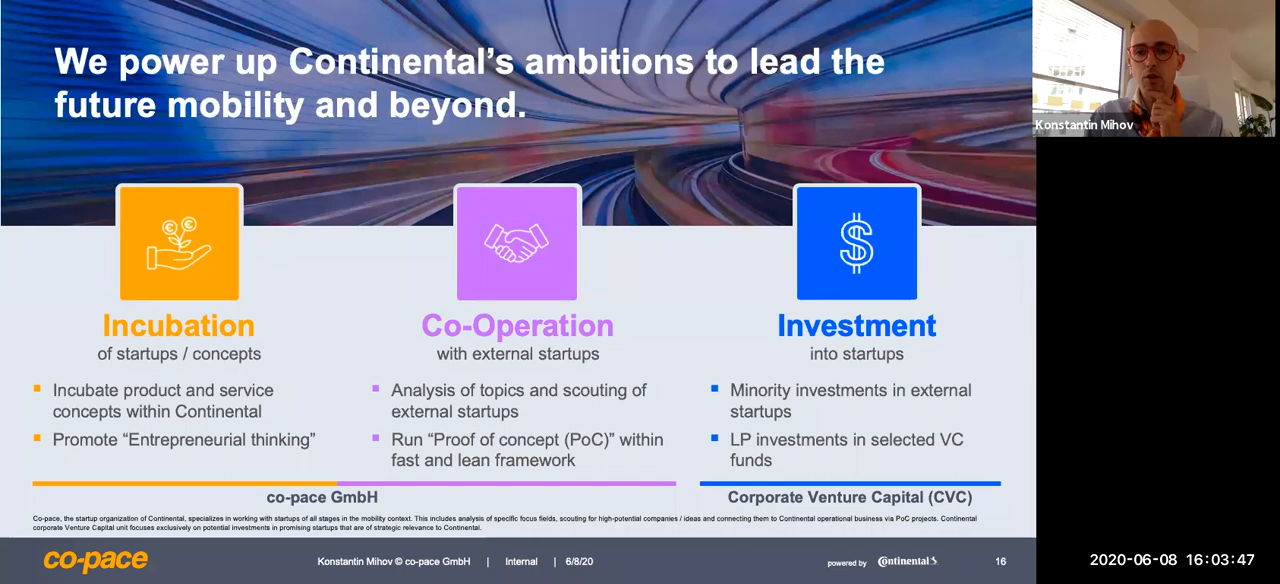 We power up Continental's ambitions to lead the
future mobility and beyond.
Konstantin Mihov
€ €
$
Incubation
of startups / concepts
Incubate product and service
concepts within Continental
Promote “Entrepreneurial thinking”
Co-Operation
with external startups
Analysis of topics and scouting of
external startups
Run “Proof of concept (PoC)” within
fast and lean framework
Investment
into startups
Minority investments in external
startups
LP investments in selected VC
funds
co-pace GmbH
Corporate Venture Capital (CVC)
Co-pace, the startup organization of Continental, specializes in working with startups of all stages in the mobility context. This includes analysis of specific focus fields, scouting for high-potential companies / ideas and connecting them to Continental operational business via PoC projects. Continental
corporate Venture Capital unit focuses exclusively on potential investments in promising startups that are of strategic relevance to Continental.
co-pace
Konstantin Mihov © co-pace GmbH | Internal | 6/8/20
powered by Continental
16
2020-06-08 16:03:47